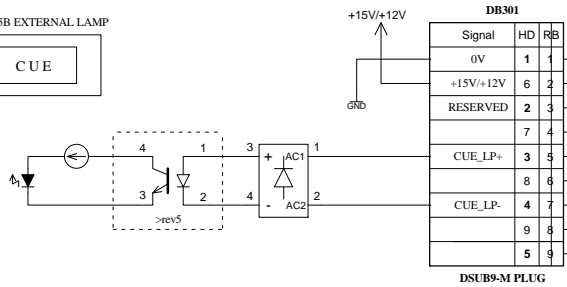 5B EXTERNAL LAMP
CUE
+15V/+12V
GND
DB301
Signal HD RB
0V 1 1
+15V/+12V 6 2
RESERVED 2 3
7 4
CUE_LP+ 3 5
8 6
CUE_LP- 4 7
9 8
5 9
DSUB9-M PLUG
4 1 3 + AC1 1
3 2 4 - AC2 2
>rev5